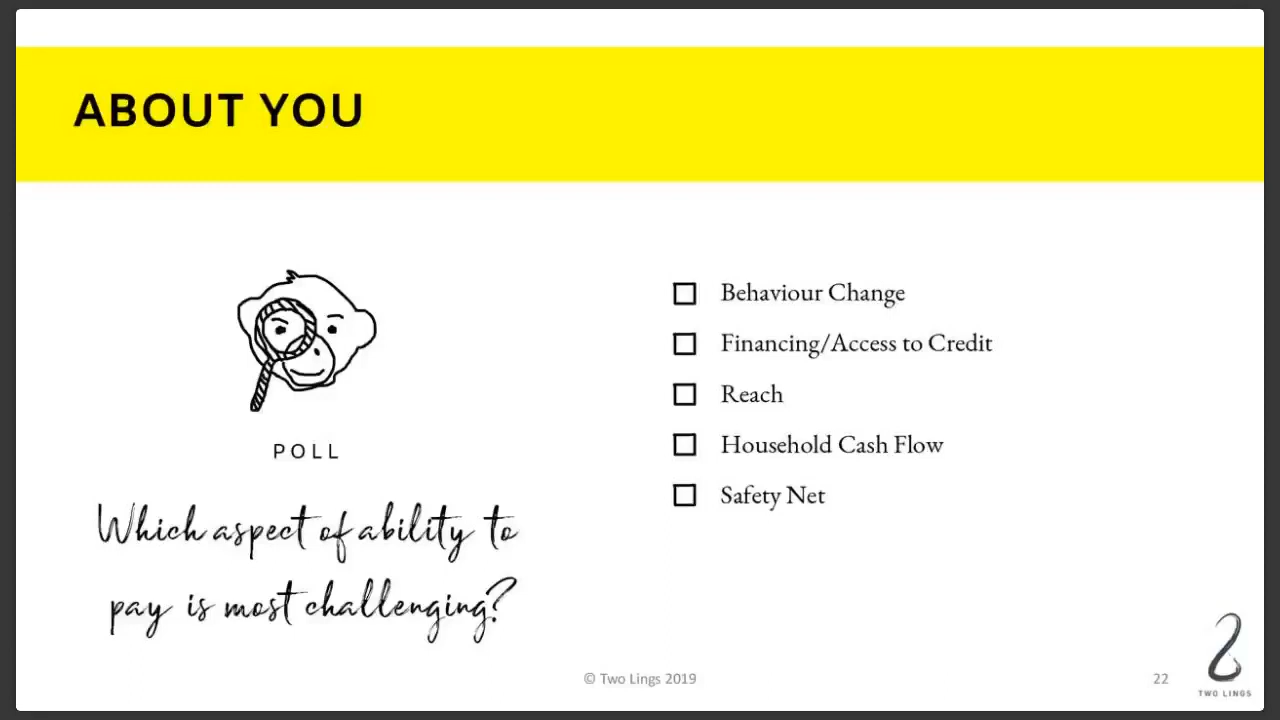 ABOUT YOU
POLL
Which aspect of ability to
pay is most challenging?
Behaviour Change
Financing/Access to Credit
Reach
Household Cash Flow
Safety Net
© Two Lings 2019
22
TWO LINGS